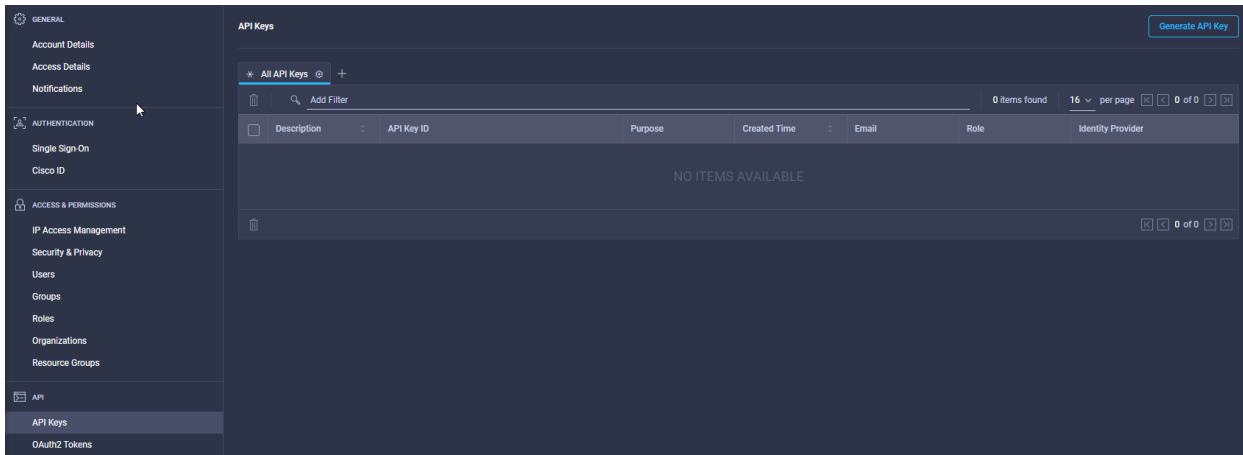 GENERAL
Account Details
Access Details
Notifications
AUTHENTICATION
Single Sign-On
Cisco ID
ACCESS & PERMISSIONS
IP Access Management
Security & Privacy
Users
Groups
Roles
Organizations
Resource Groups
API
API Keys
OAuth2 Tokens
API Keys
Generate API Key
All API Keys
Add Filter
0 items found 16 per page 0 of 0
Description API Key ID Purpose Created Time Email Role Identity Provider
NO ITEMS AVAILABLE
0 of 0